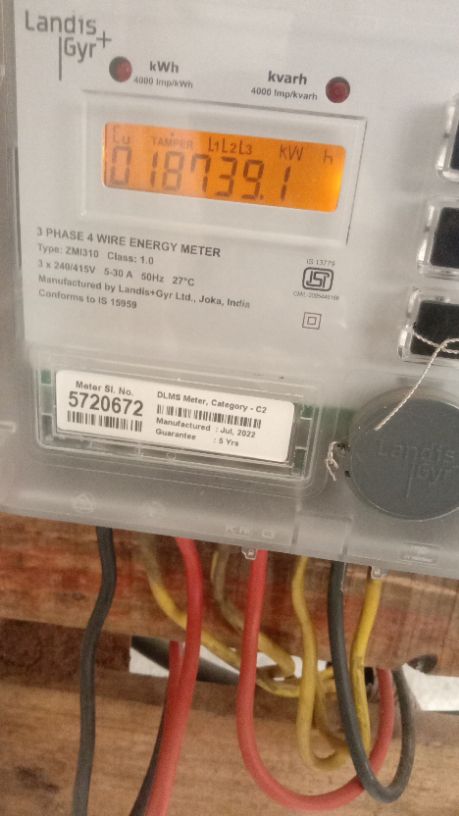 Landis
Gyr+
kWh
4000 Imp/kWh
kvarh
4000 Imp/kvarh
TAMPER L1L2L3 kW h
018739.1
3 PHASE 4 WIRE ENERGY METER
Type: ZMI310 Class: 1.0
3 x 240/415V 5-30 A 50Hz 27°C
Manufactured by Landis+Gyr Ltd., Joka, India
Conforms to IS 15959
IS 13779
ISI
Meter Sl. No.
5720672
DLMS Meter, Category - C2
Manufactured : Jul, 2022
Guarantee : 5 Yrs
Landis
Gyr